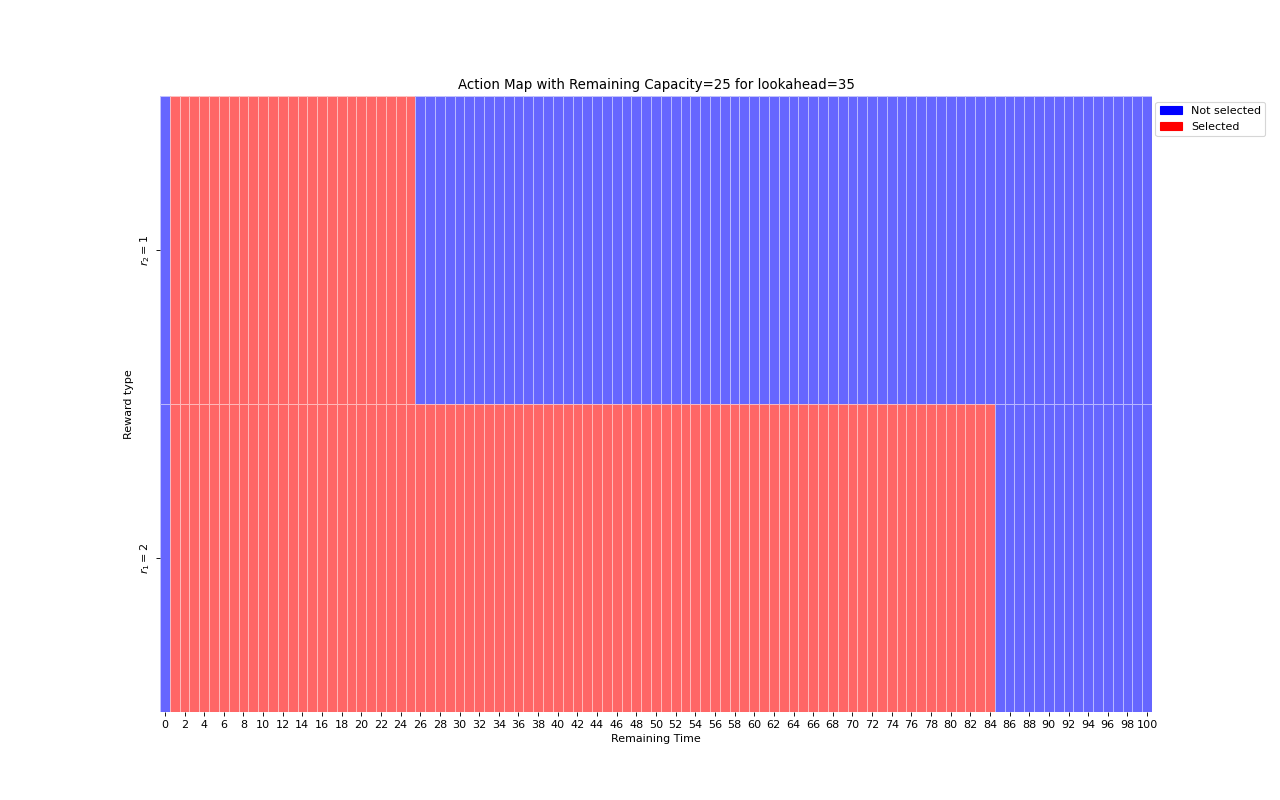 Action Map with Remaining Capacity=25 for lookahead=35
Not selected
Selected
r₂ = 1
Reward type
r₁ = 2
0 2 4 6 8 10 12 14 16 18 20 22 24 26 28 30 32 34 36 38 40 42 44 46 48 50 52 54 56 58 60 62 64 66 68 70 72 74 76 78 80 82 84 86 88 90 92 94 96 98 100
Remaining Time